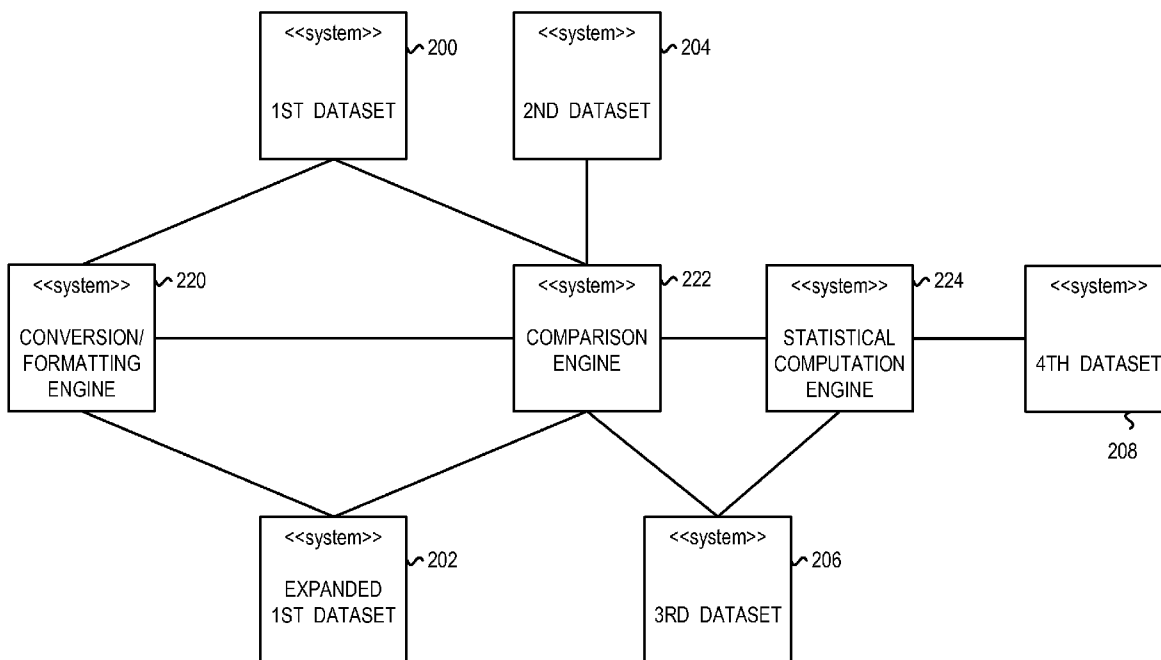 <<system>>
200
1ST DATASET
<<system>>
204
2ND DATASET
<<system>>
220
CONVERSION/
FORMATTING
ENGINE
<<system>>
222
COMPARISON
ENGINE
<<system>>
224
STATISTICAL
COMPUTATION
ENGINE
<<system>>
4TH DATASET
208
<<system>>
202
EXPANDED
1ST DATASET
<<system>>
206
3RD DATASET